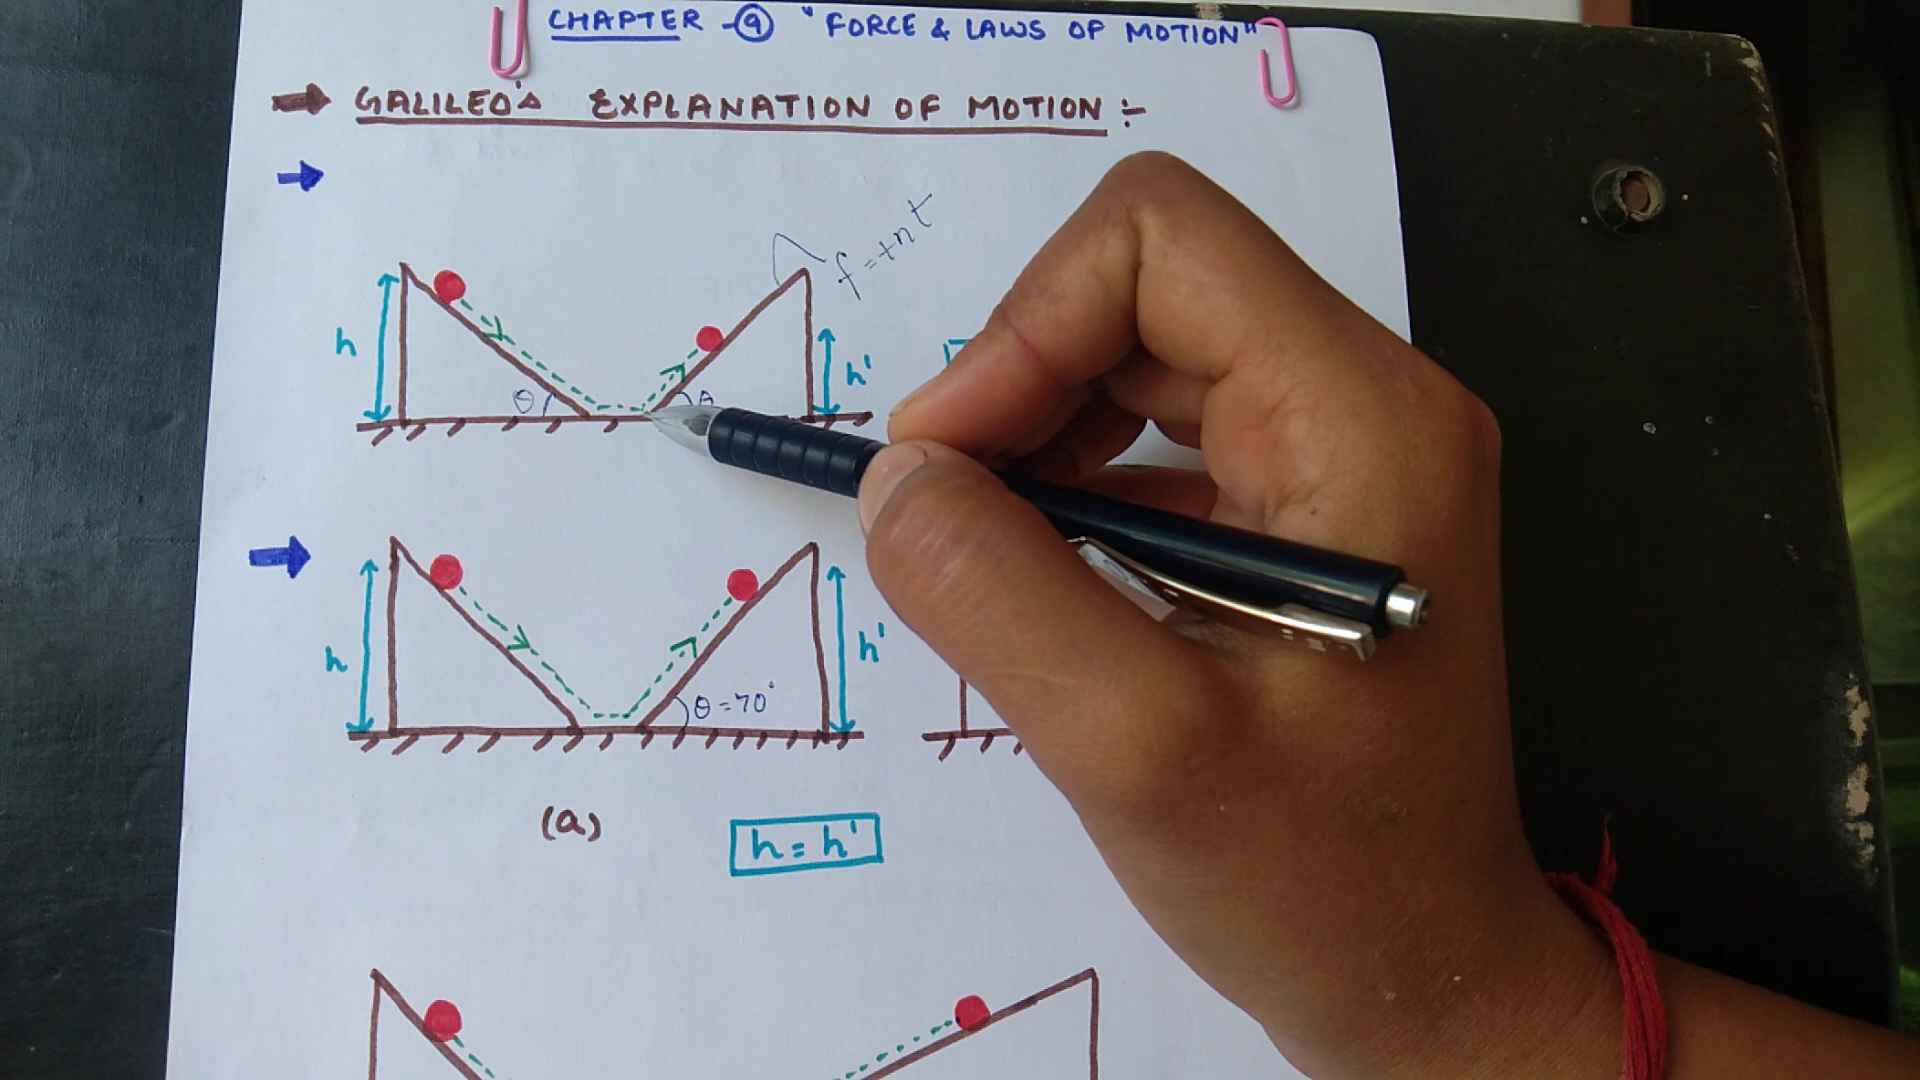 CHAPTER - 9 "FORCE & LAWS OF MOTION"
GALILEO'S EXPLANATION OF MOTION :-
f = +nt
h
h'
θ
θ
h
h'
θ = 70°
(a)
h = h'